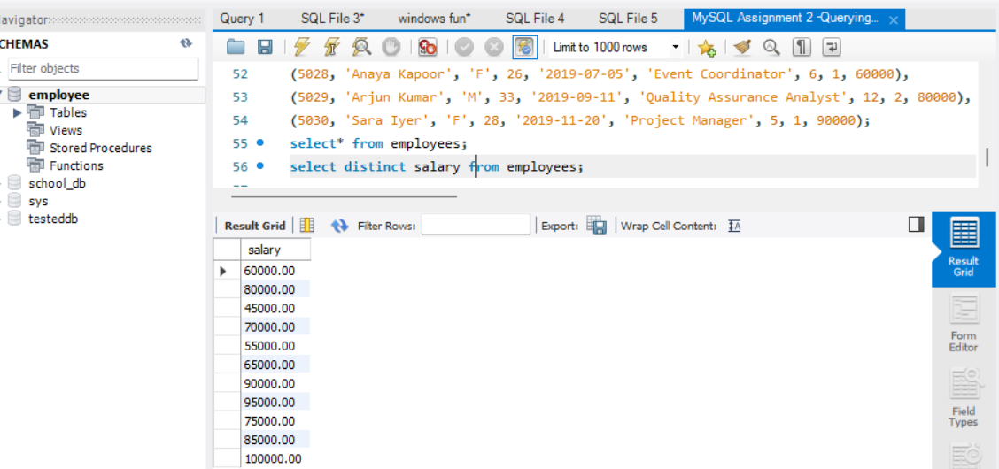 Navigator
Query 1 SQL File 3* windows fun* SQL File 4 SQL File 5 MySQL Assignment 2 -Querying...
CHEMAS
Limit to 1000 rows
Filter objects
employee
Tables
Views
Stored Procedures
Functions
school_db
sys
testeddb
52 (5028, 'Anaya Kapoor', 'F', 26, '2019-07-05', 'Event Coordinator', 6, 1, 60000),
53 (5029, 'Arjun Kumar', 'M', 33, '2019-09-11', 'Quality Assurance Analyst', 12, 2, 80000),
54 (5030, 'Sara Iyer', 'F', 28, '2019-11-20', 'Project Manager', 5, 1, 90000);
55 select* from employees;
56 select distinct salary from employees;
Result Grid Filter Rows: Export: Wrap Cell Content: IA
salary
60000.00
80000.00
45000.00
70000.00
55000.00
65000.00
90000.00
95000.00
75000.00
85000.00
100000.00
Result
Grid
Form
Editor
Field
Types